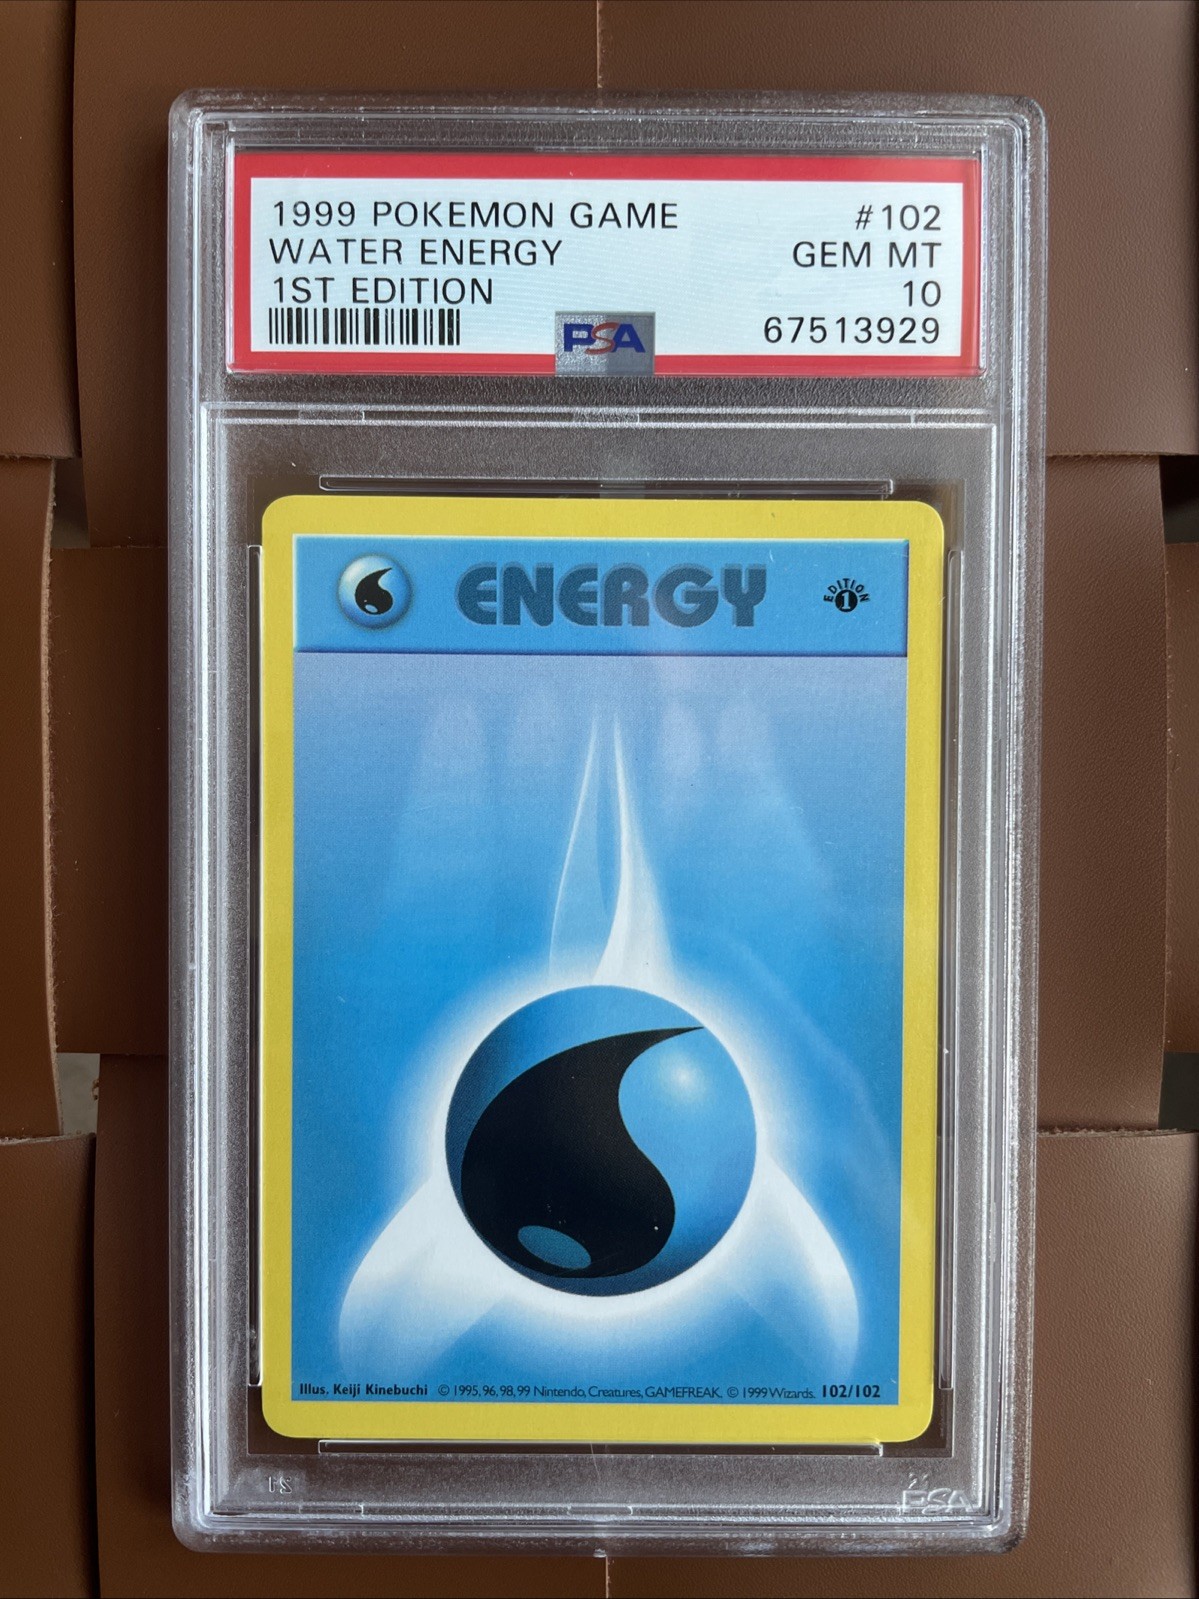 1999 POKEMON GAME #102
WATER ENERGY GEM MT
1ST EDITION 10
PSA 67513929
ENERGY
EDITION
1
Illus. Keiji Kinebuchi © 1995, 96, 98, 99 Nintendo, Creatures, GAMEFREAK. © 1999 Wizards. 102/102
PSA